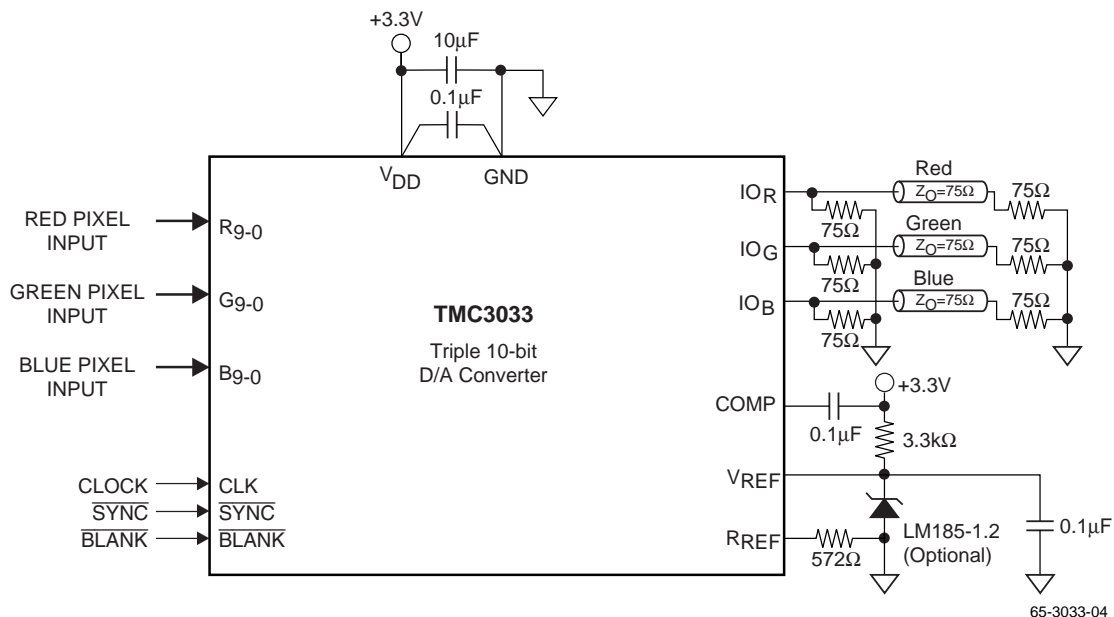 +3.3V
10μF
0.1μF
VDD
GND
RED PIXEL
INPUT
R9-0
GREEN PIXEL
INPUT
G9-0
BLUE PIXEL
INPUT
B9-0
CLOCK
CLK
SYNC
SYNC
BLANK
BLANK
TMC3033
Triple 10-bit
D/A Converter
IOR
Red
ZO=75Ω
75Ω
75Ω
IOG
Green
ZO=75Ω
75Ω
75Ω
IOB
Blue
ZO=75Ω
75Ω
75Ω
+3.3V
COMP
0.1μF
3.3kΩ
VREF
RREF
572Ω
LM185-1.2
(Optional)
0.1μF
65-3033-04